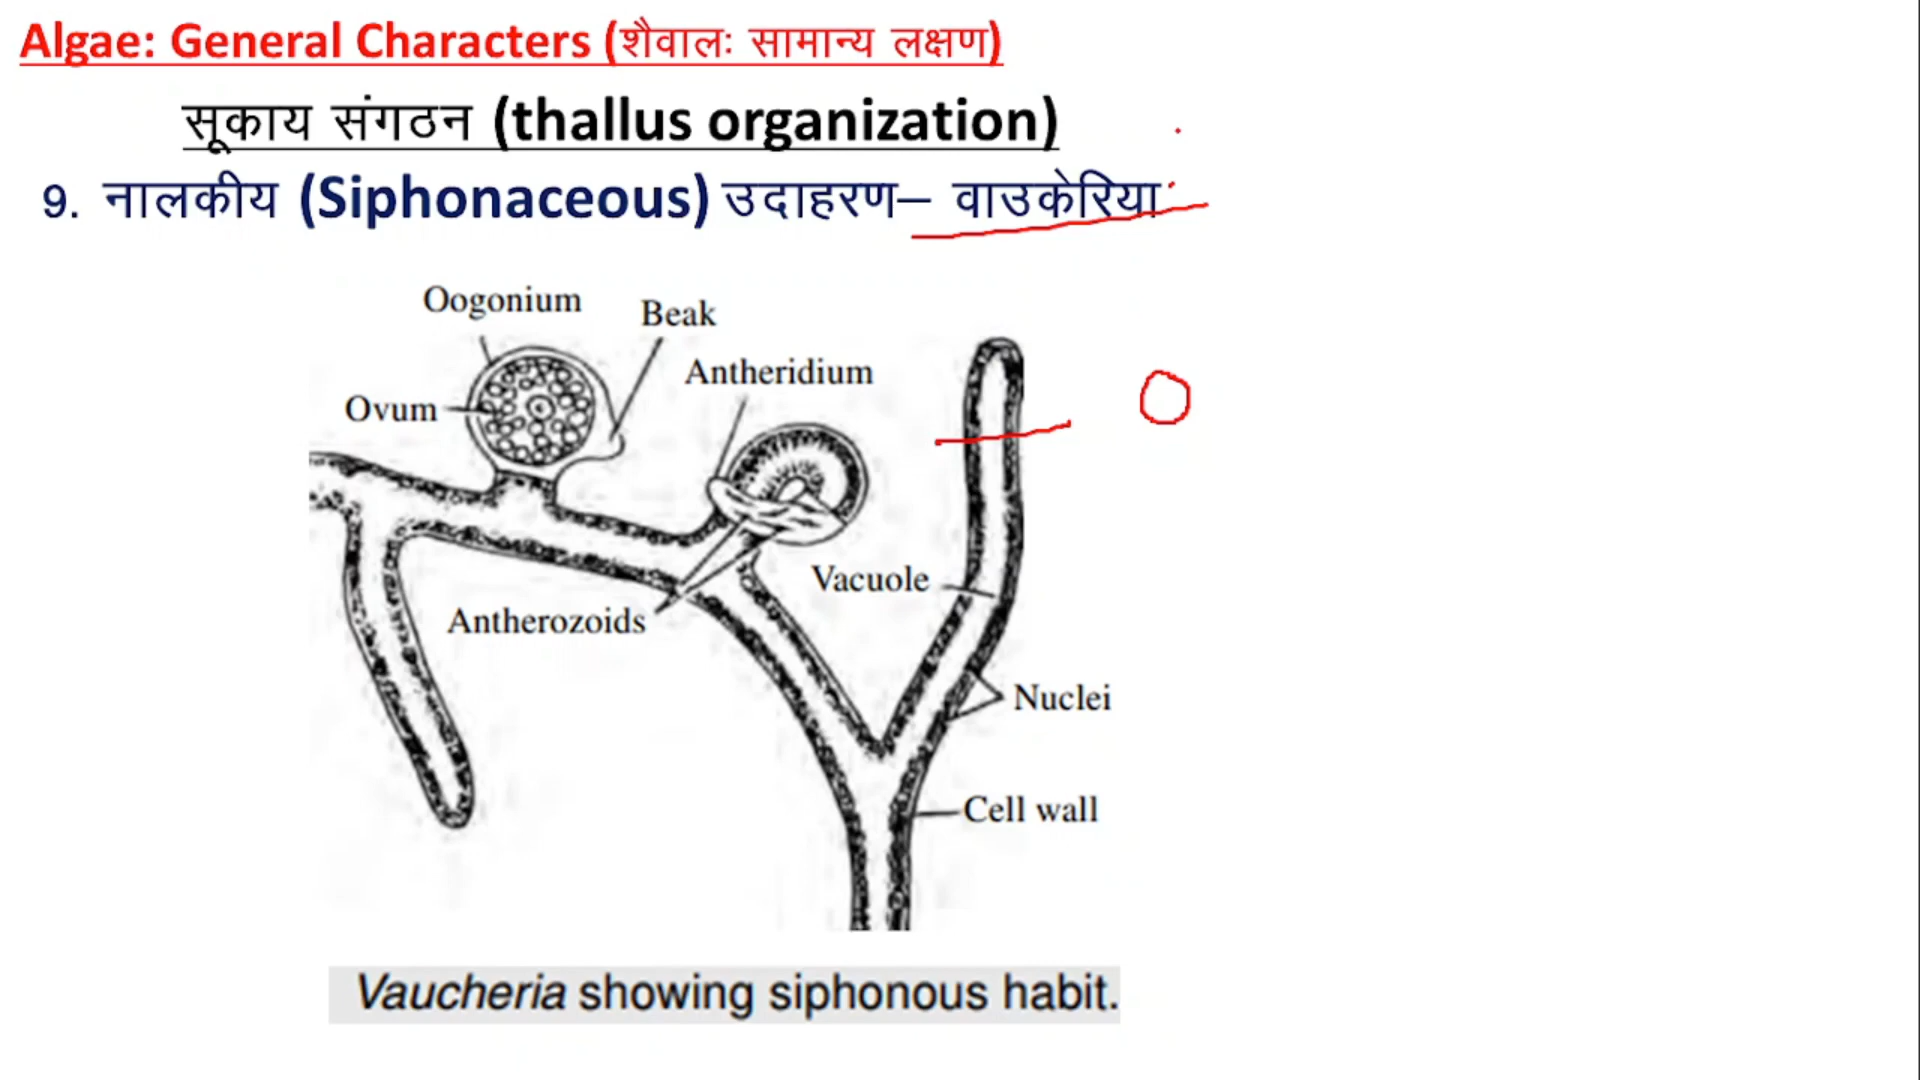 Algae: General Characters (शैवालः सामान्य लक्षण)
सूकाय संगठन (thallus organization)
9. नालकीय (Siphonaceous) उदाहरण– वाउकेरिया
Oogonium
Beak
Antheridium
Ovum
Vacuole
Antherozoids
Nuclei
Cell wall
Vaucheria showing siphonous habit.